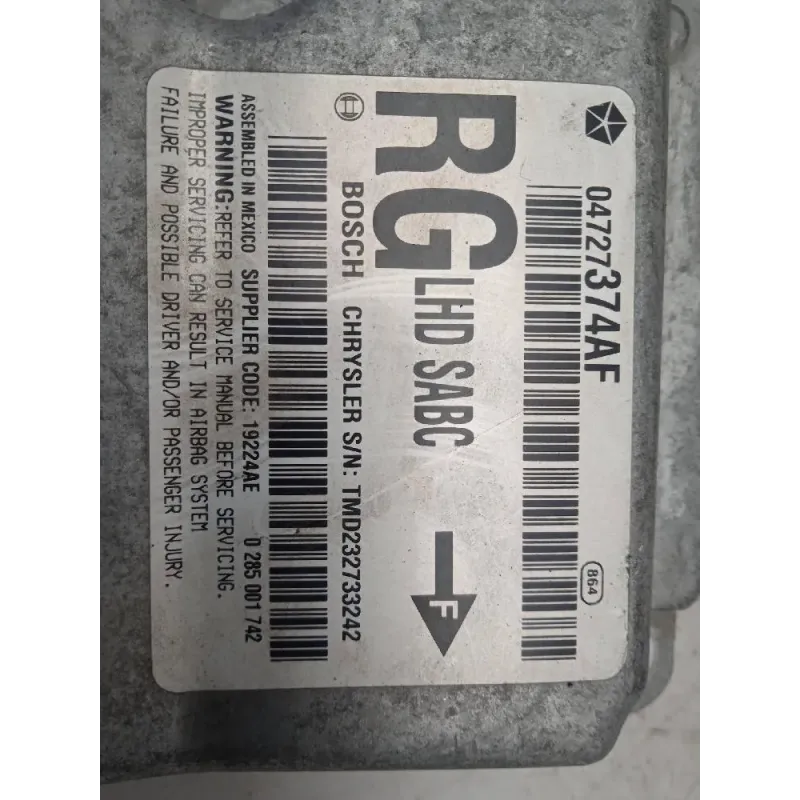 04727374AF
864
RG LHD SABC
F
BOSCH CHRYSLER S/N: TMD232733242
ASSEMBLED IN MEXICO SUPPLIER CODE: 19224AE 0 285 001 742
WARNING:REFER TO SERVICE MANUAL BEFORE SERVICING.
IMPROPER SERVICING CAN RESULT IN AIRBAG SYSTEM
FAILURE AND POSSIBLE DRIVER AND/OR PASSENGER INJURY.